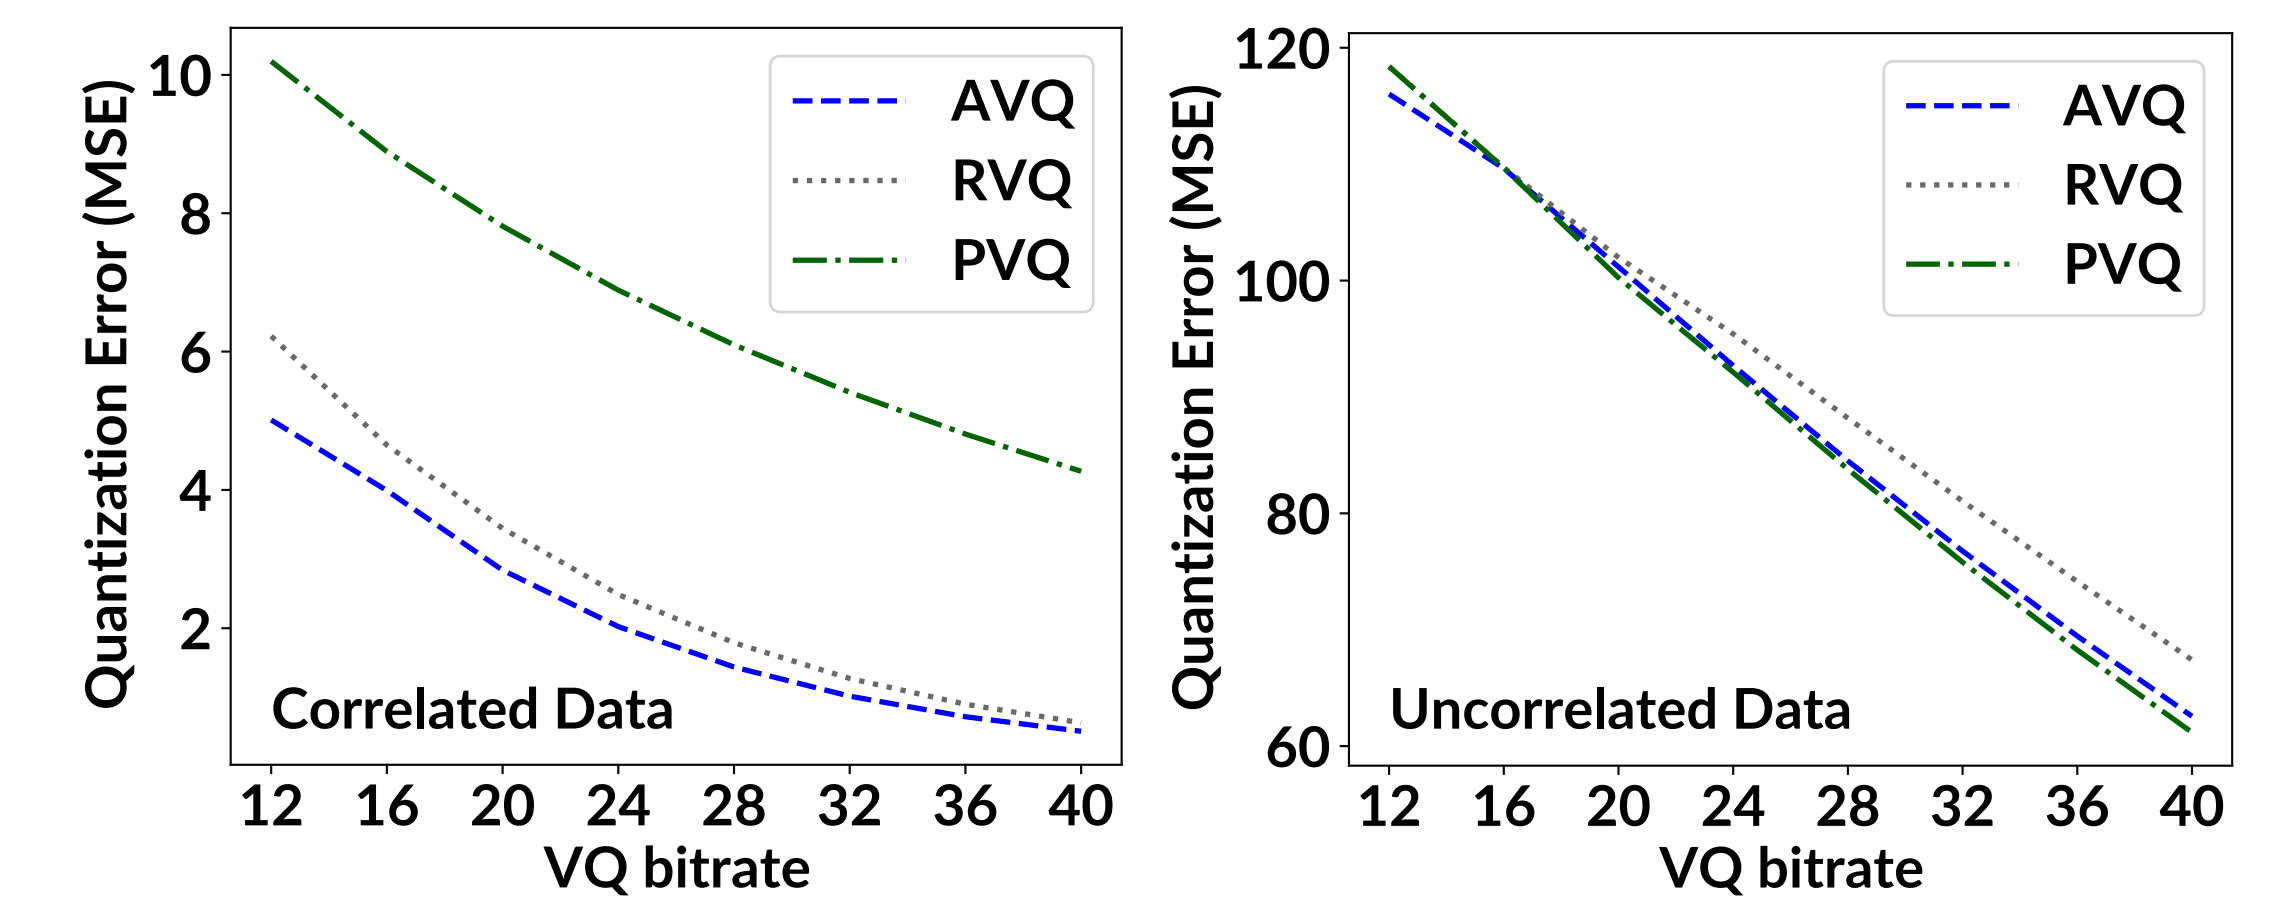 Quantization Error (MSE)
10
8
6
4
2
AVQ
RVQ
PVQ
Correlated Data
12 16 20 24 28 32 36 40
VQ bitrate
Quantization Error (MSE)
120
100
80
60
AVQ
RVQ
PVQ
Uncorrelated Data
12 16 20 24 28 32 36 40
VQ bitrate